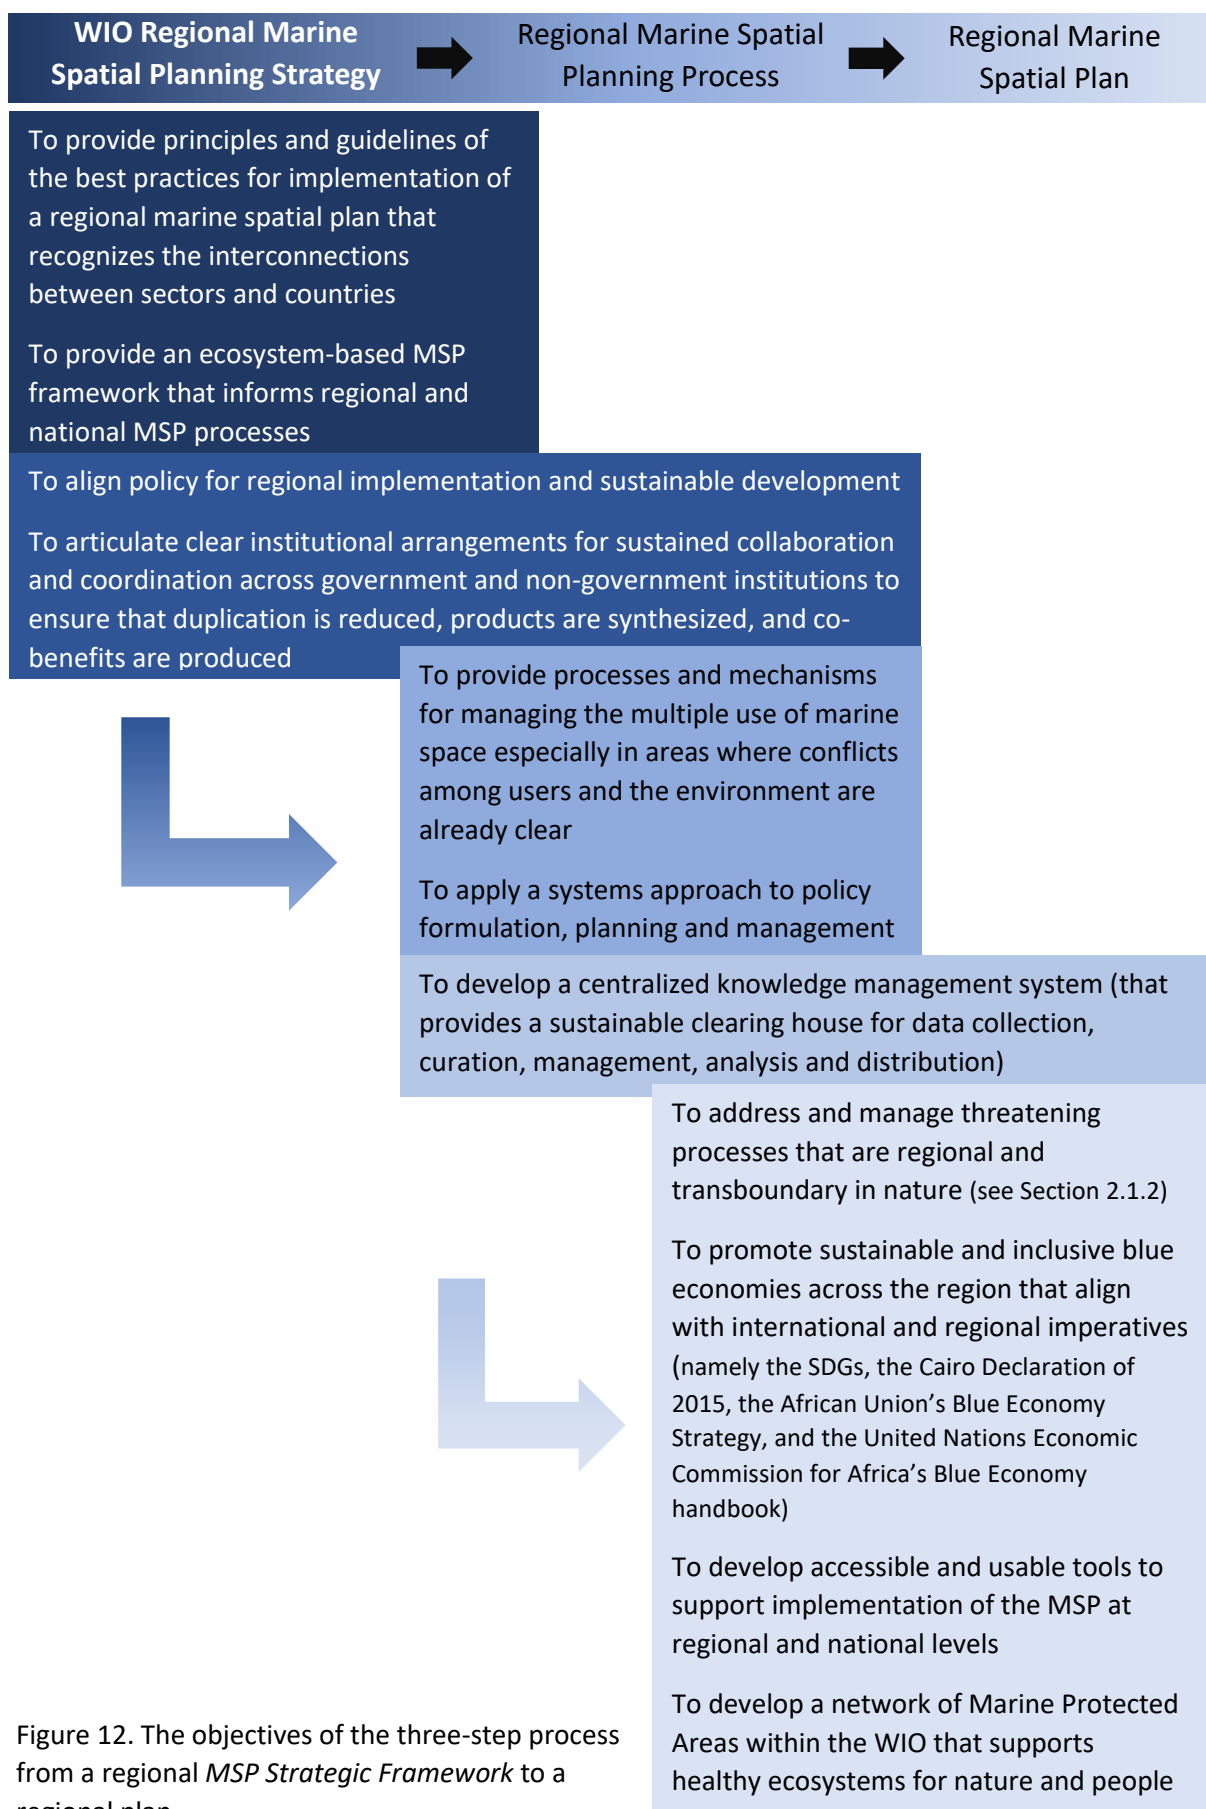 WIO Regional Marine
Spatial Planning Strategy
Regional Marine Spatial
Planning Process
Regional Marine
Spatial Plan
To provide principles and guidelines of
the best practices for implementation of
a regional marine spatial plan that
recognizes the interconnections
between sectors and countries
To provide an ecosystem-based MSP
framework that informs regional and
national MSP processes
To align policy for regional implementation and sustainable development
To articulate clear institutional arrangements for sustained collaboration
and coordination across government and non-government institutions to
ensure that duplication is reduced, products are synthesized, and co-
benefits are produced
To provide processes and mechanisms
for managing the multiple use of marine
space especially in areas where conflicts
among users and the environment are
already clear
To apply a systems approach to policy
formulation, planning and management
To develop a centralized knowledge management system (that
provides a sustainable clearing house for data collection,
curation, management, analysis and distribution)
To address and manage threatening
processes that are regional and
transboundary in nature (see Section 2.1.2)
To promote sustainable and inclusive blue
economies across the region that align
with international and regional imperatives
(namely the SDGs, the Cairo Declaration of
2015, the African Union’s Blue Economy
Strategy, and the United Nations Economic
Commission for Africa’s Blue Economy
handbook)
To develop accessible and usable tools to
support implementation of the MSP at
regional and national levels
To develop a network of Marine Protected
Areas within the WIO that supports
healthy ecosystems for nature and people
Figure 12. The objectives of the three-step process
from a regional MSP Strategic Framework to a
regional plan